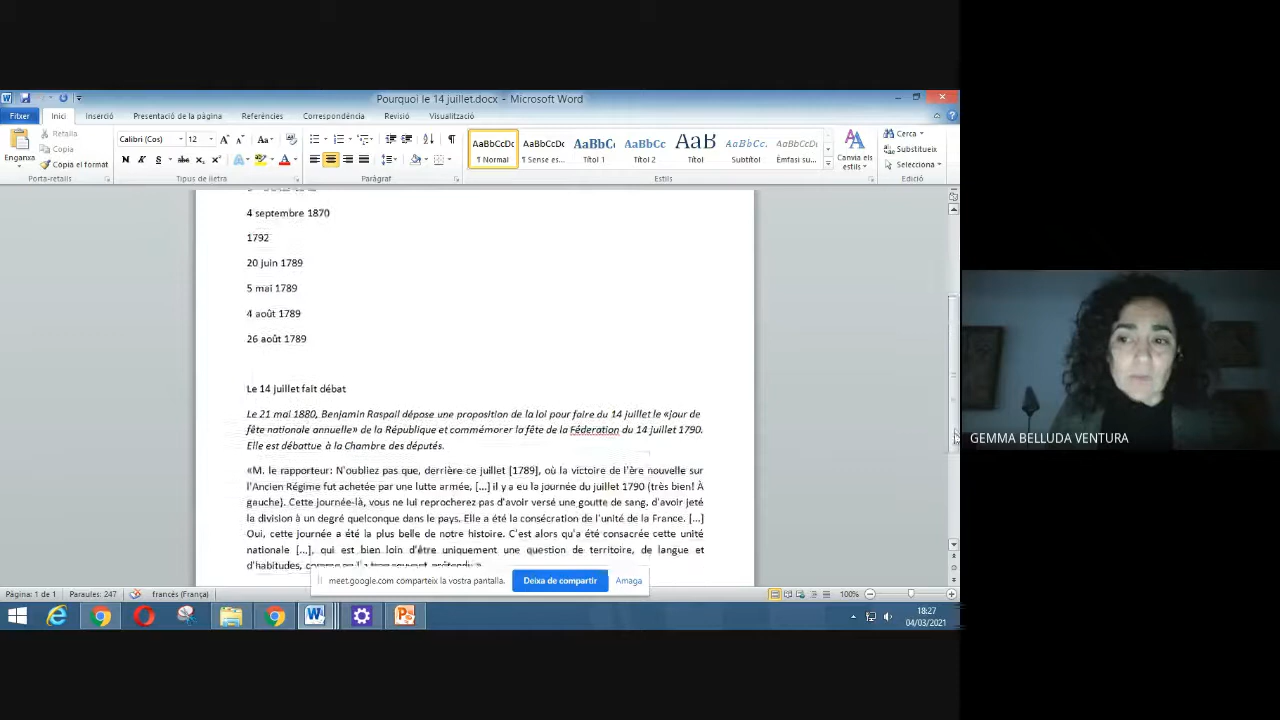 Pourquoi le 14 juillet.docx - Microsoft Word
Fitxer Inici Inserció Presentació de la pàgina Referències Correspondència Revisió Visualització
Enganxa
Retalla
Copia
Copia el format
Porta-retalls
Calibri (Cos) 12
Tipus de lletra
Paràgraf
AaBbCcDc AaBbCcDc AaBbC AaBbCc AaB AaBbCc. AaBbCcDc
¶ Normal ¶ Sense es... Títol 1 Títol 2 Títol Subtítol Èmfasi su...
Canvia els estils
Estils
Cerca
Substitueix
Selecciona
Edició
4 septembre 1870
1792
20 juin 1789
5 mai 1789
4 août 1789
26 août 1789
Le 14 juillet fait débat
Le 21 mai 1880, Benjamin Raspail dépose une proposition de la loi pour faire du 14 juillet le «jour de
fête nationale annuelle» de la République et commémorer la fête de la Féderation du 14 juillet 1790.
Elle est débattue à la Chambre des députés.
«M. le rapporteur: N'oubliez pas que, derrière ce juillet [1789], où la victoire de l'ère nouvelle sur
l'Ancien Régime fut achetée par une lutte armée, [...] il y a eu la journée du juillet 1790 (très bien! À
gauche). Cette journée-là, vous ne lui reprocherez pas d'avoir versé une goutte de sang. d'avoir jeté
la division à un degré quelconque dans le pays. Elle a été la consécration de l'unité de la France. [...]
Oui, cette journée a été la plus belle de notre histoire. C'est alors qu'a été consacrée cette unité
nationale [...], qui est bien loin d'être uniquement une question de territoire, de langue et
d'habitudes,
meet.google.com comparteix la vostra pantalla. Deixa de compartir Amaga
Pàgina: 1 de 1 Paraules: 247 francès (França) 100%
18:27
04/03/2021
GEMMA BELLUDA VENTURA